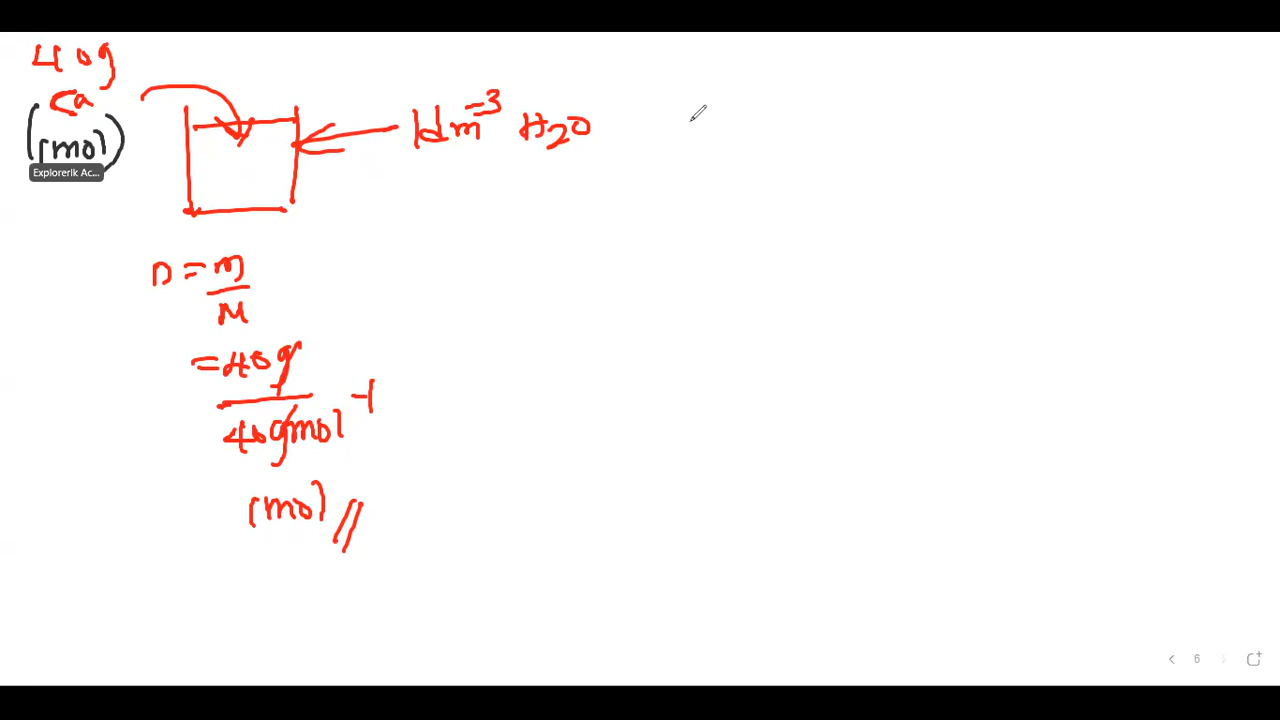 40g
Ca
(1mol)
Explorerik Ac...
1dm⁻³ H2O
n = m
M
= 40g
40gmol⁻¹
1mol //
6